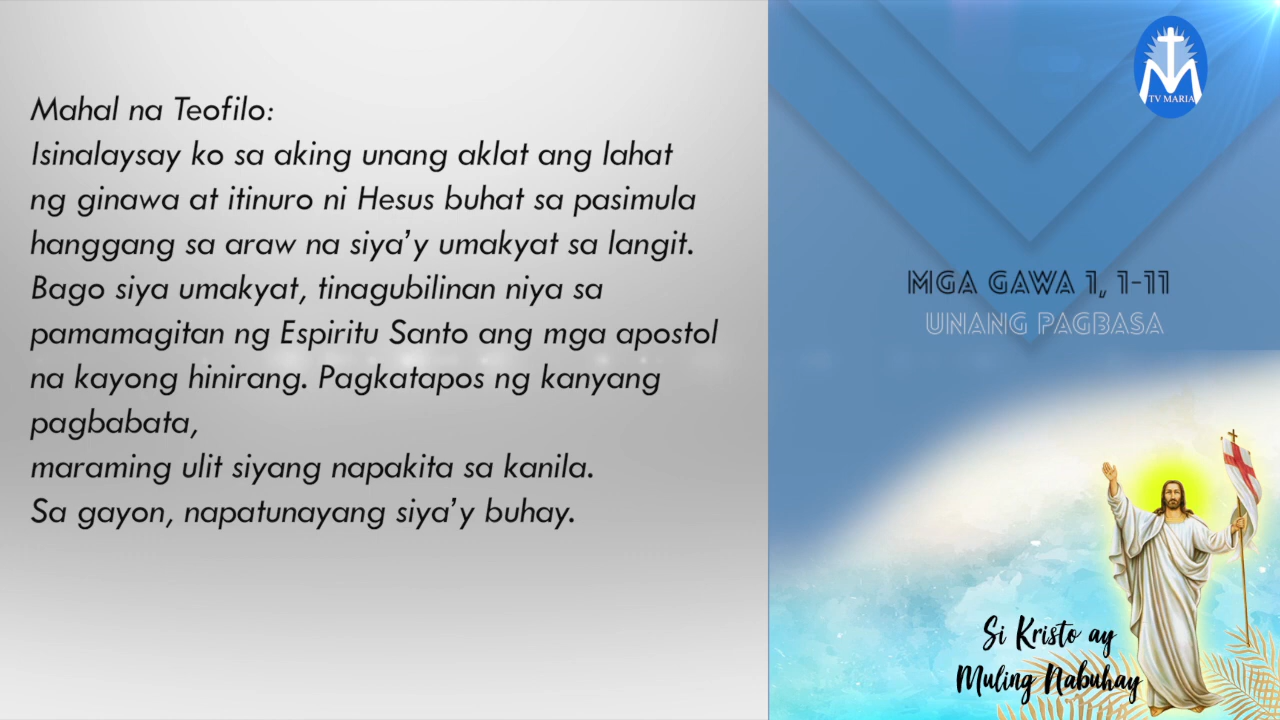 Mahal na Teofilo:
Isinalaysay ko sa aking unang aklat ang lahat
ng ginawa at itinuro ni Hesus buhat sa pasimula
hanggang sa araw na siya’y umakyat sa langit.
Bago siya umakyat, tinagubilinan niya sa
pamamagitan ng Espiritu Santo ang mga apostol
na kayong hinirang. Pagkatapos ng kanyang
pagbabata,
maraming ulit siyang napakita sa kanila.
Sa gayon, napatunayang siya’y buhay.
TV MARIA
MGA GAWA 1, 1-11
UNANG PAGBASA
Si Kristo ay
Muling Nabuhay